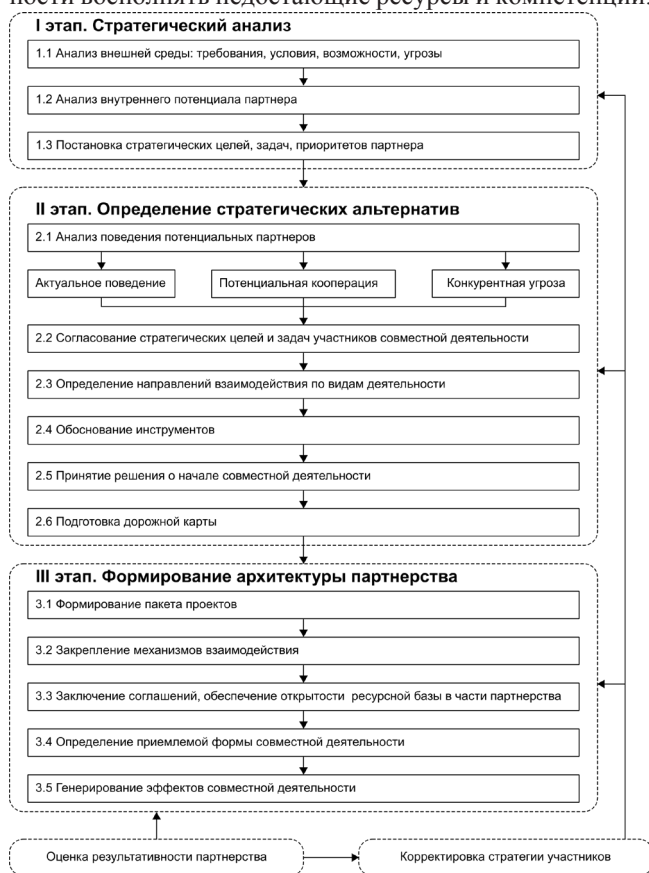 ности восполнять недостающие ресурсы и компетенции.
I этап. Стратегический анализ
1.1 Анализ внешней среды: требования, условия, возможности, угрозы
1.2 Анализ внутреннего потенциала партнера
1.3 Постановка стратегических целей, задач, приоритетов партнера
II этап. Определение стратегических альтернатив
2.1 Анализ поведения потенциальных партнеров
Актуальное поведение
Потенциальная кооперация
Конкурентная угроза
2.2 Согласование стратегических целей и задач участников совместной деятельности
2.3 Определение направлений взаимодействия по видам деятельности
2.4 Обоснование инструментов
2.5 Принятие решения о начале совместной деятельности
2.6 Подготовка дорожной карты
III этап. Формирование архитектуры партнерства
3.1 Формирование пакета проектов
3.2 Закрепление механизмов взаимодействия
3.3 Заключение соглашений, обеспечение открытости ресурсной базы в части партнерства
3.4 Определение приемлемой формы совместной деятельности
3.5 Генерирование эффектов совместной деятельности
Оценка результативности партнерства
Корректировка стратегии участников